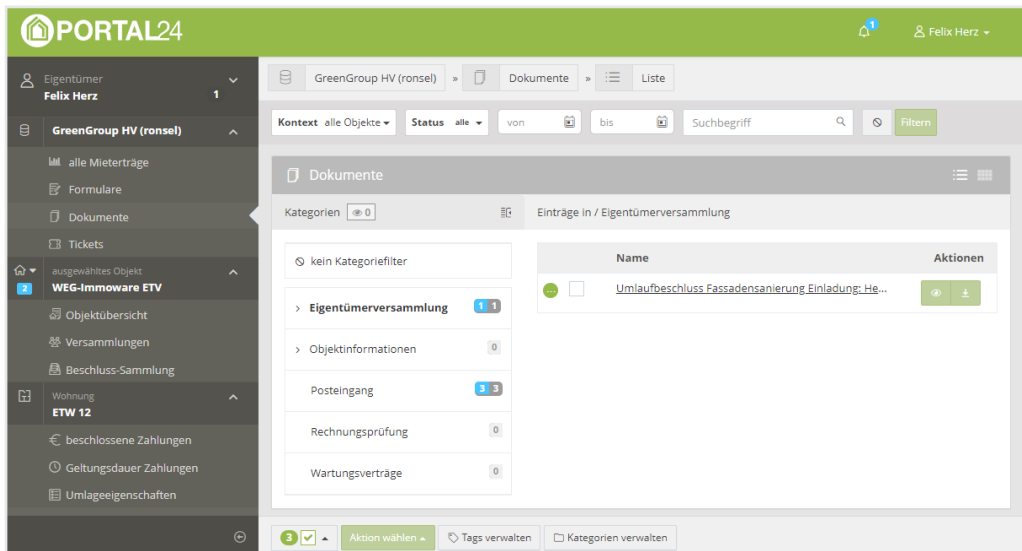 PORTAL24
1
Felix Herz
Eigentümer
Felix Herz
1
GreenGroup HV (ronsel)
alle Mieterträge
Formulare
Dokumente
Tickets
ausgewähltes Objekt
2
WEG-Immoware ETV
Objektübersicht
Versammlungen
Beschluss-Sammlung
Wohnung
ETW 12
beschlossene Zahlungen
Geltungsdauer Zahlungen
Umlageeigenschaften
GreenGroup HV (ronsel) » Dokumente » Liste
Kontext alle Objekte Status alle von bis Suchbegriff Filtern
Dokumente
Kategorien 0
Einträge in / Eigentümerversammlung
kein Kategoriefilter
Eigentümerversammlung 1 1
Objektinformationen 0
Posteingang 3 3
Rechnungsprüfung 0
Wartungsverträge 0
Name Aktionen
Umlaufbeschluss Fassadensanierung Einladung: He...
3 Aktion wählen Tags verwalten Kategorien verwalten